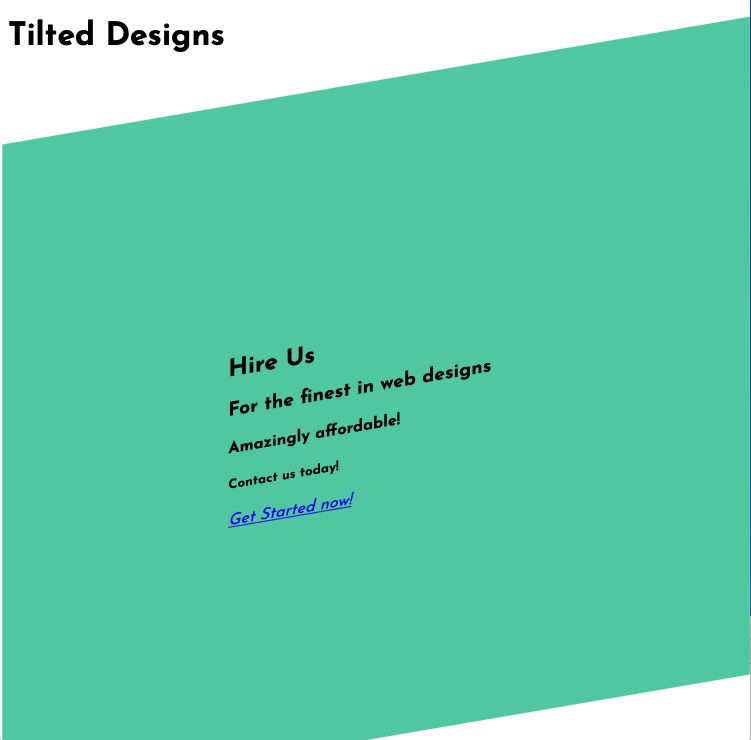 Tilted Designs
Hire Us
For the finest in web designs
Amazingly affordable!
Contact us today!
Get Started now!